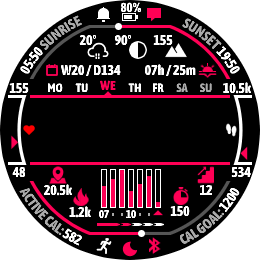 80%
05:50 SUNRISE
SUNSET 19:50
20° 90° 155
W20 / D134 07h / 25m
MO TU WE TH FR SA SU
155 10.5k
48 534
20.5k 12
1.2k 150
07 10
ACTIVE CAL: 582
CAL GOAL: 1200